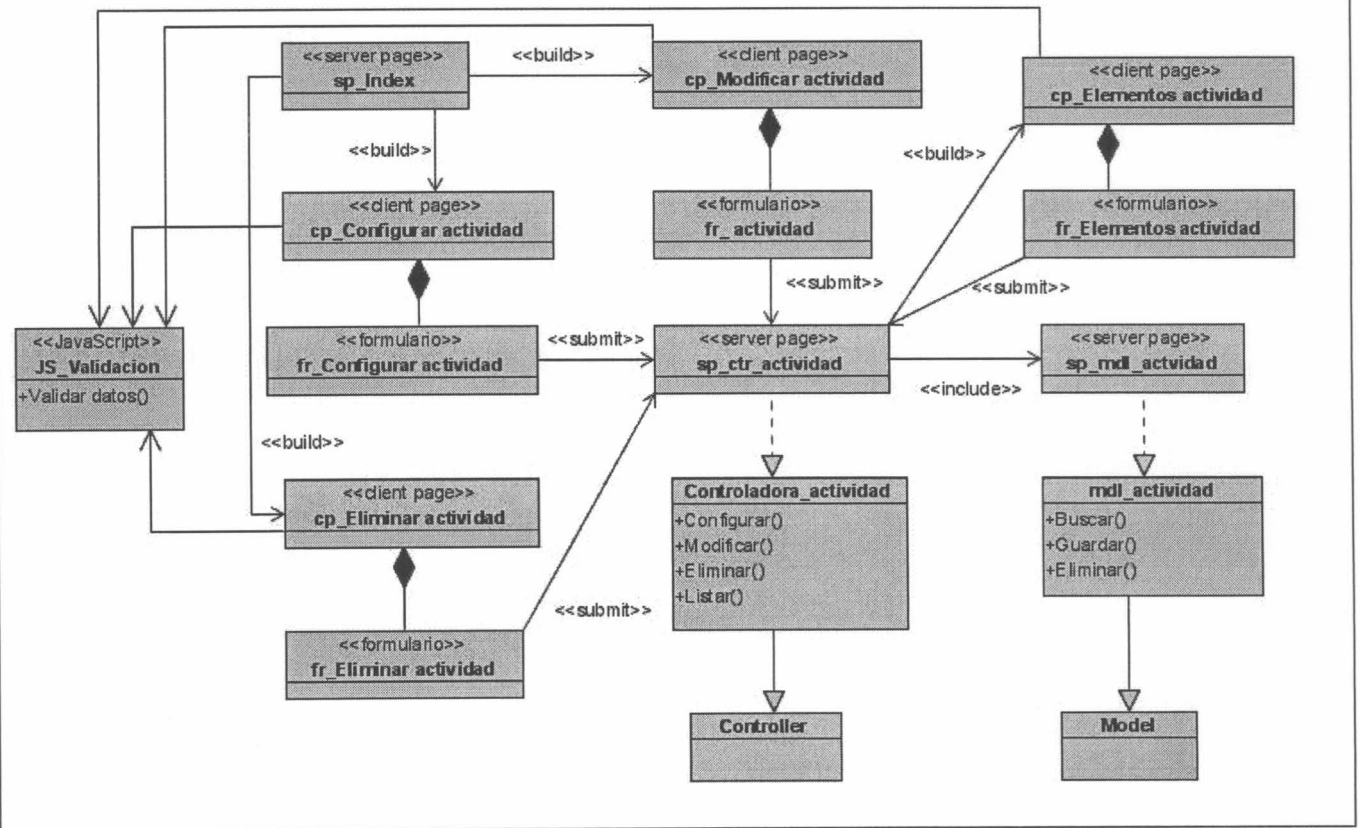 <<server page>>
sp_Index
<<build>>
<<client page>>
cp_Modificar actividad
<<client page>>
cp_Elementos actividad
<<build>>
<<build>>
<<client page>>
cp_Configurar actividad
<<formulario>>
fr_ actividad
<<formulario>>
fr_Elementos actividad
<<submit>>
<<submit>>
<<JavaScript>>
JS_Validacion
+Validar datos()
<<formulario>>
fr_Configurar actividad
<<submit>>
<<server page>>
sp_ctr_actividad
<<include>>
<<server page>>
sp_mdl_actvidad
<<build>>
<<client page>>
cp_Eliminar actividad
Controladora_actividad
+Configurar()
+Modificar()
+Eliminar()
+Listar()
mdl_actividad
+Buscar()
+Guardar()
+Eliminar()
<<submit>>
<<formulario>>
fr_Eliminar actividad
Controller
Model